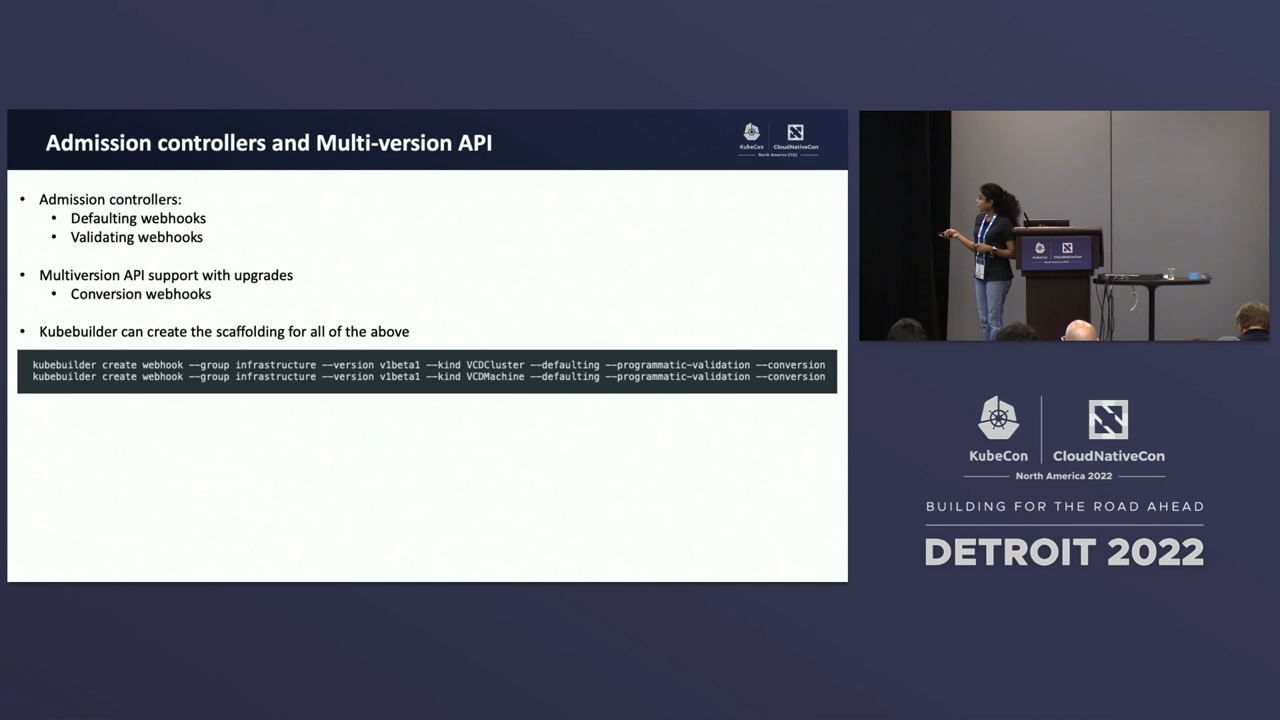 Admission controllers and Multi-version API
KubeCon
CloudNativeCon
North America 2022
• Admission controllers:
• Defaulting webhooks
• Validating webhooks
• Multiversion API support with upgrades
• Conversion webhooks
• Kubebuilder can create the scaffolding for all of the above
kubebuilder create webhook --group infrastructure --version v1beta1 --kind VCDCluster --defaulting --programmatic-validation --conversion
kubebuilder create webhook --group infrastructure --version v1beta1 --kind VCDMachine --defaulting --programmatic-validation --conversion
KubeCon
CloudNativeCon
North America 2022
BUILDING FOR THE ROAD AHEAD
DETROIT 2022